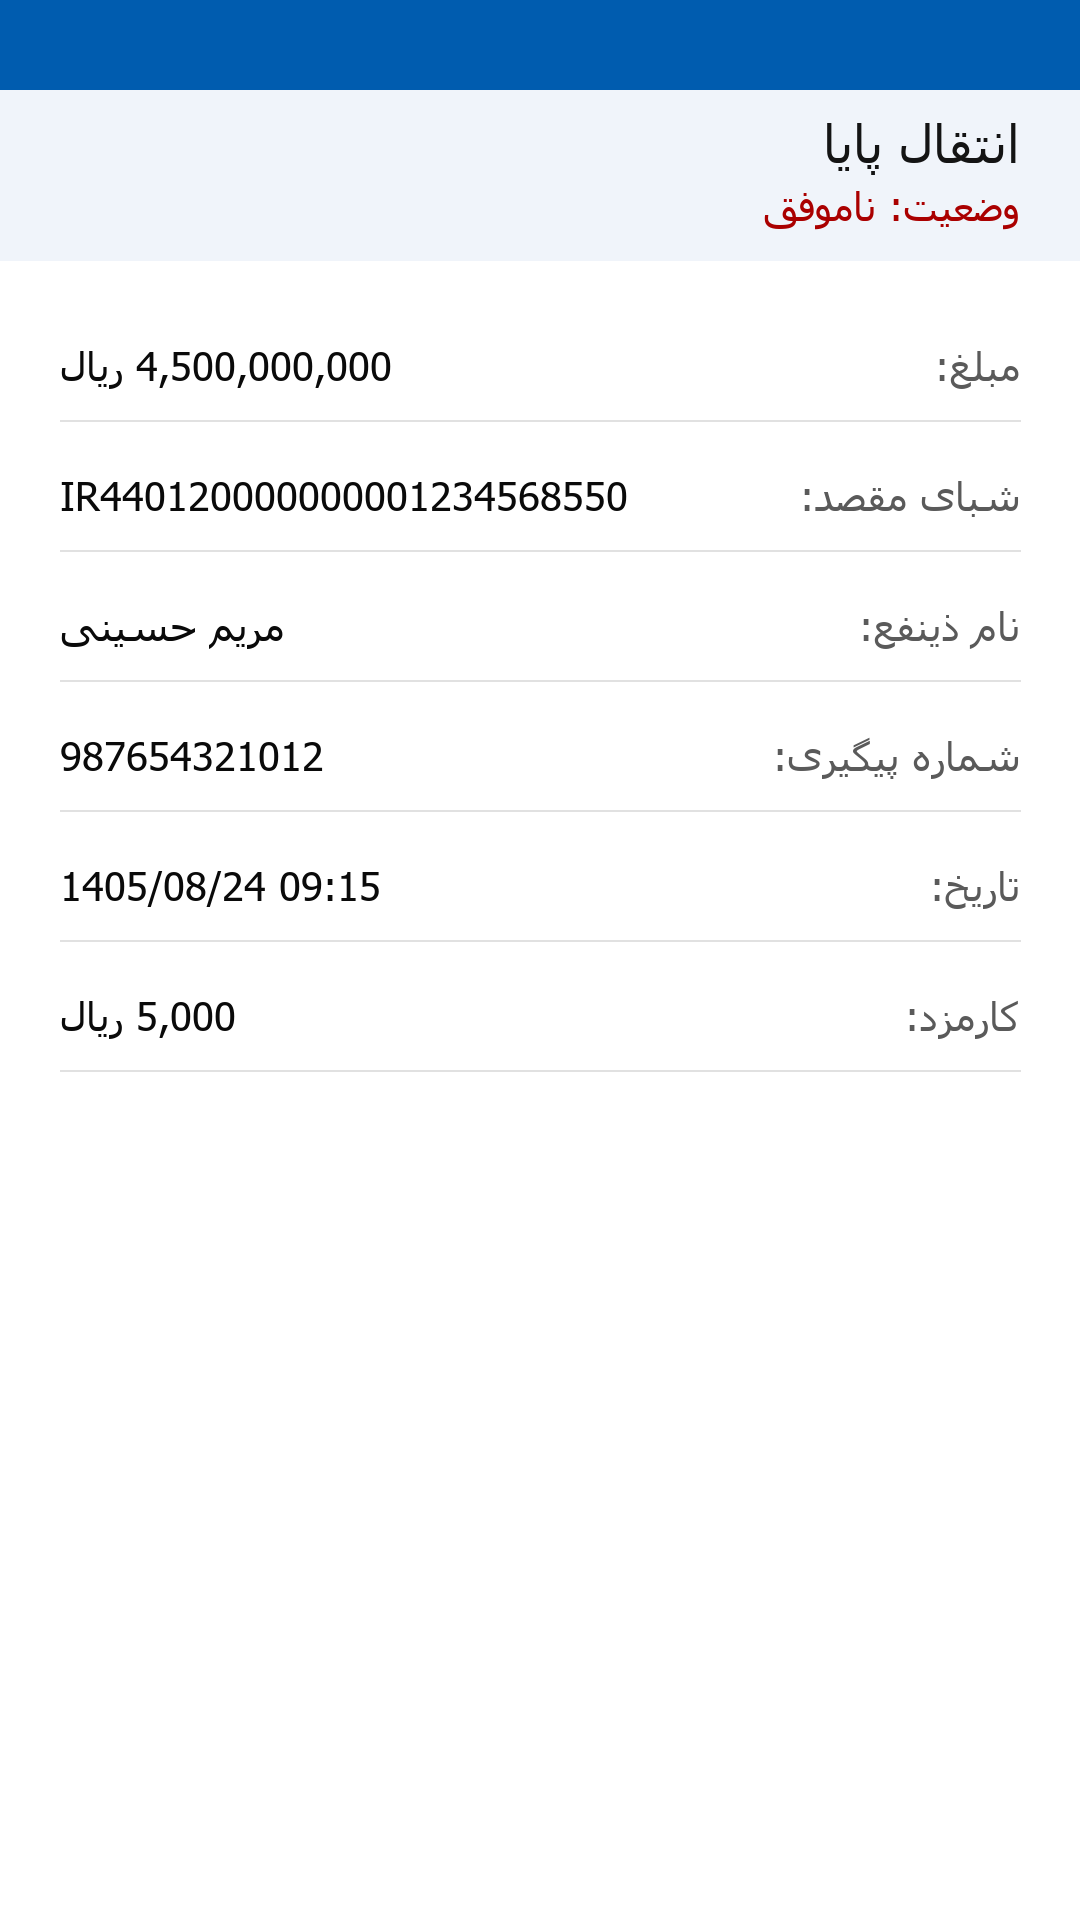 انتقال پایا
وضعیت: ناموفق
مبلغ: 4,500,000,000 ریال
شبای مقصد: IR440120000000001234568550
نام ذینفع: مریم حسینی
شماره پیگیری: 987654321012
تاریخ: 1405/08/24 09:15
کارمزد: 5,000 ریال